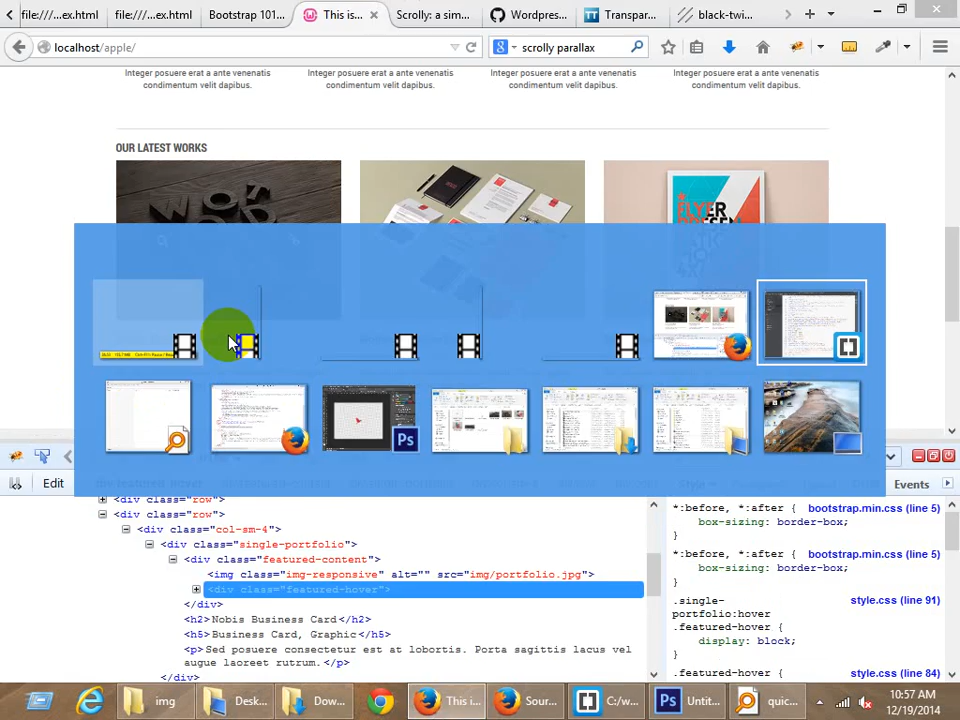 file:///...ex.html
file:///...ex.html
Bootstrap 101...
This is...
Scrolly: a sim...
Wordpres...
TT Transpar...
black-twi...
localhost/apple/
scrolly parallax
Integer posuere erat a ante venenatis
condimentum velit dapibus.
Integer posuere erat a ante venenatis
condimentum velit dapibus.
Integer posuere erat a ante venenatis
condimentum velit dapibus.
Integer posuere erat a ante venenatis
condimentum velit dapibus.
OUR LATEST WORKS
Ps
Edit
Events
<div class="row">
<div class="row">
<div class="col-sm-4">
<div class="single-portfolio">
<div class="featured-content">
<img class="img-responsive" alt="" src="img/portfolio.jpg">
<div class="featured-hover">
</div>
<h2>Nobis Business Card</h2>
<h5>Business Card, Graphic</h5>
<p>Sed posuere consectetur est at lobortis. Porta sagittis lacus vel
augue laoreet rutrum.</p>
</div>
*:before, *:after { bootstrap.min.css (line 5)
box-sizing: border-box;
}
*:before, *:after { bootstrap.min.css (line 5)
box-sizing: border-box;
}
.single- style.css (line 91)
portfolio:hover
.featured-hover {
display: block;
}
.featured-hover { style.css (line 84)
img
Desk...
Dow...
This i...
Sour...
C:/w...
Ps Untit...
quic...
10:57 AM
12/19/2014